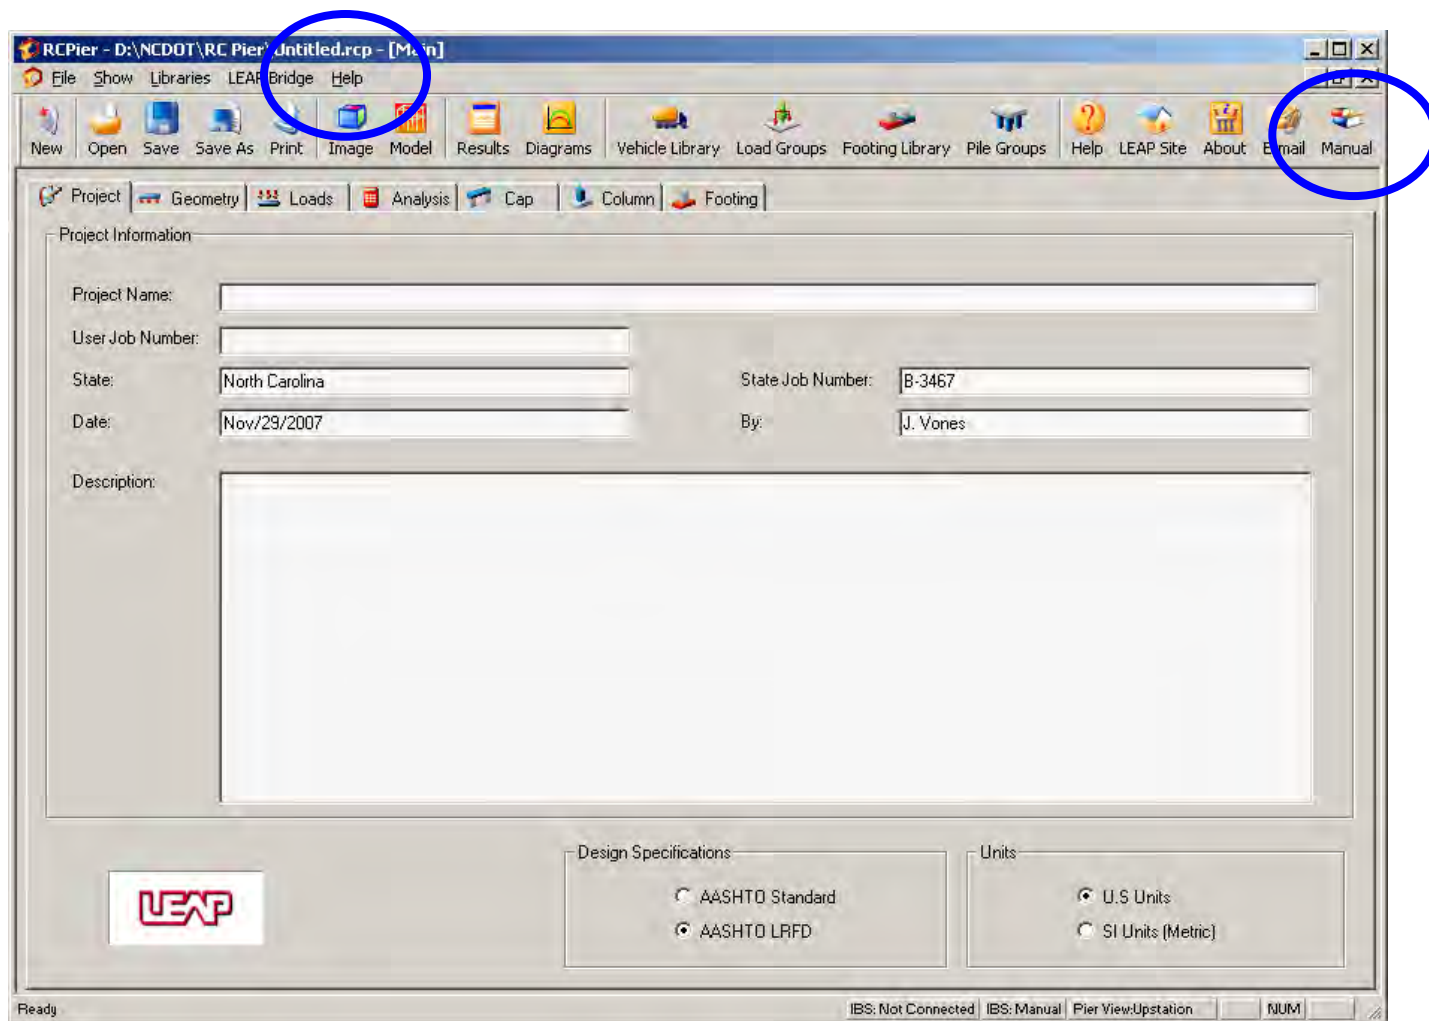 RCPier - D:\NCDOT\RC Pier\Untitled.rcp - [Main]
File Show Libraries LEAP Bridge Help
New Open Save Save As Print Image Model Results Diagrams Vehicle Library Load Groups Footing Library Pile Groups Help LEAP Site About Email Manual
Project Geometry Loads Analysis Cap Column Footing
Project Information
Project Name:
User Job Number:
State: North Carolina State Job Number: B-3467
Date: Nov/29/2007 By: J. Vones
Description:
Design Specifications Units
LEAP AASHTO Standard U.S Units
AASHTO LRFD SI Units (Metric)
Ready IBS: Not Connected IBS: Manual Pier View:Upstation NUM